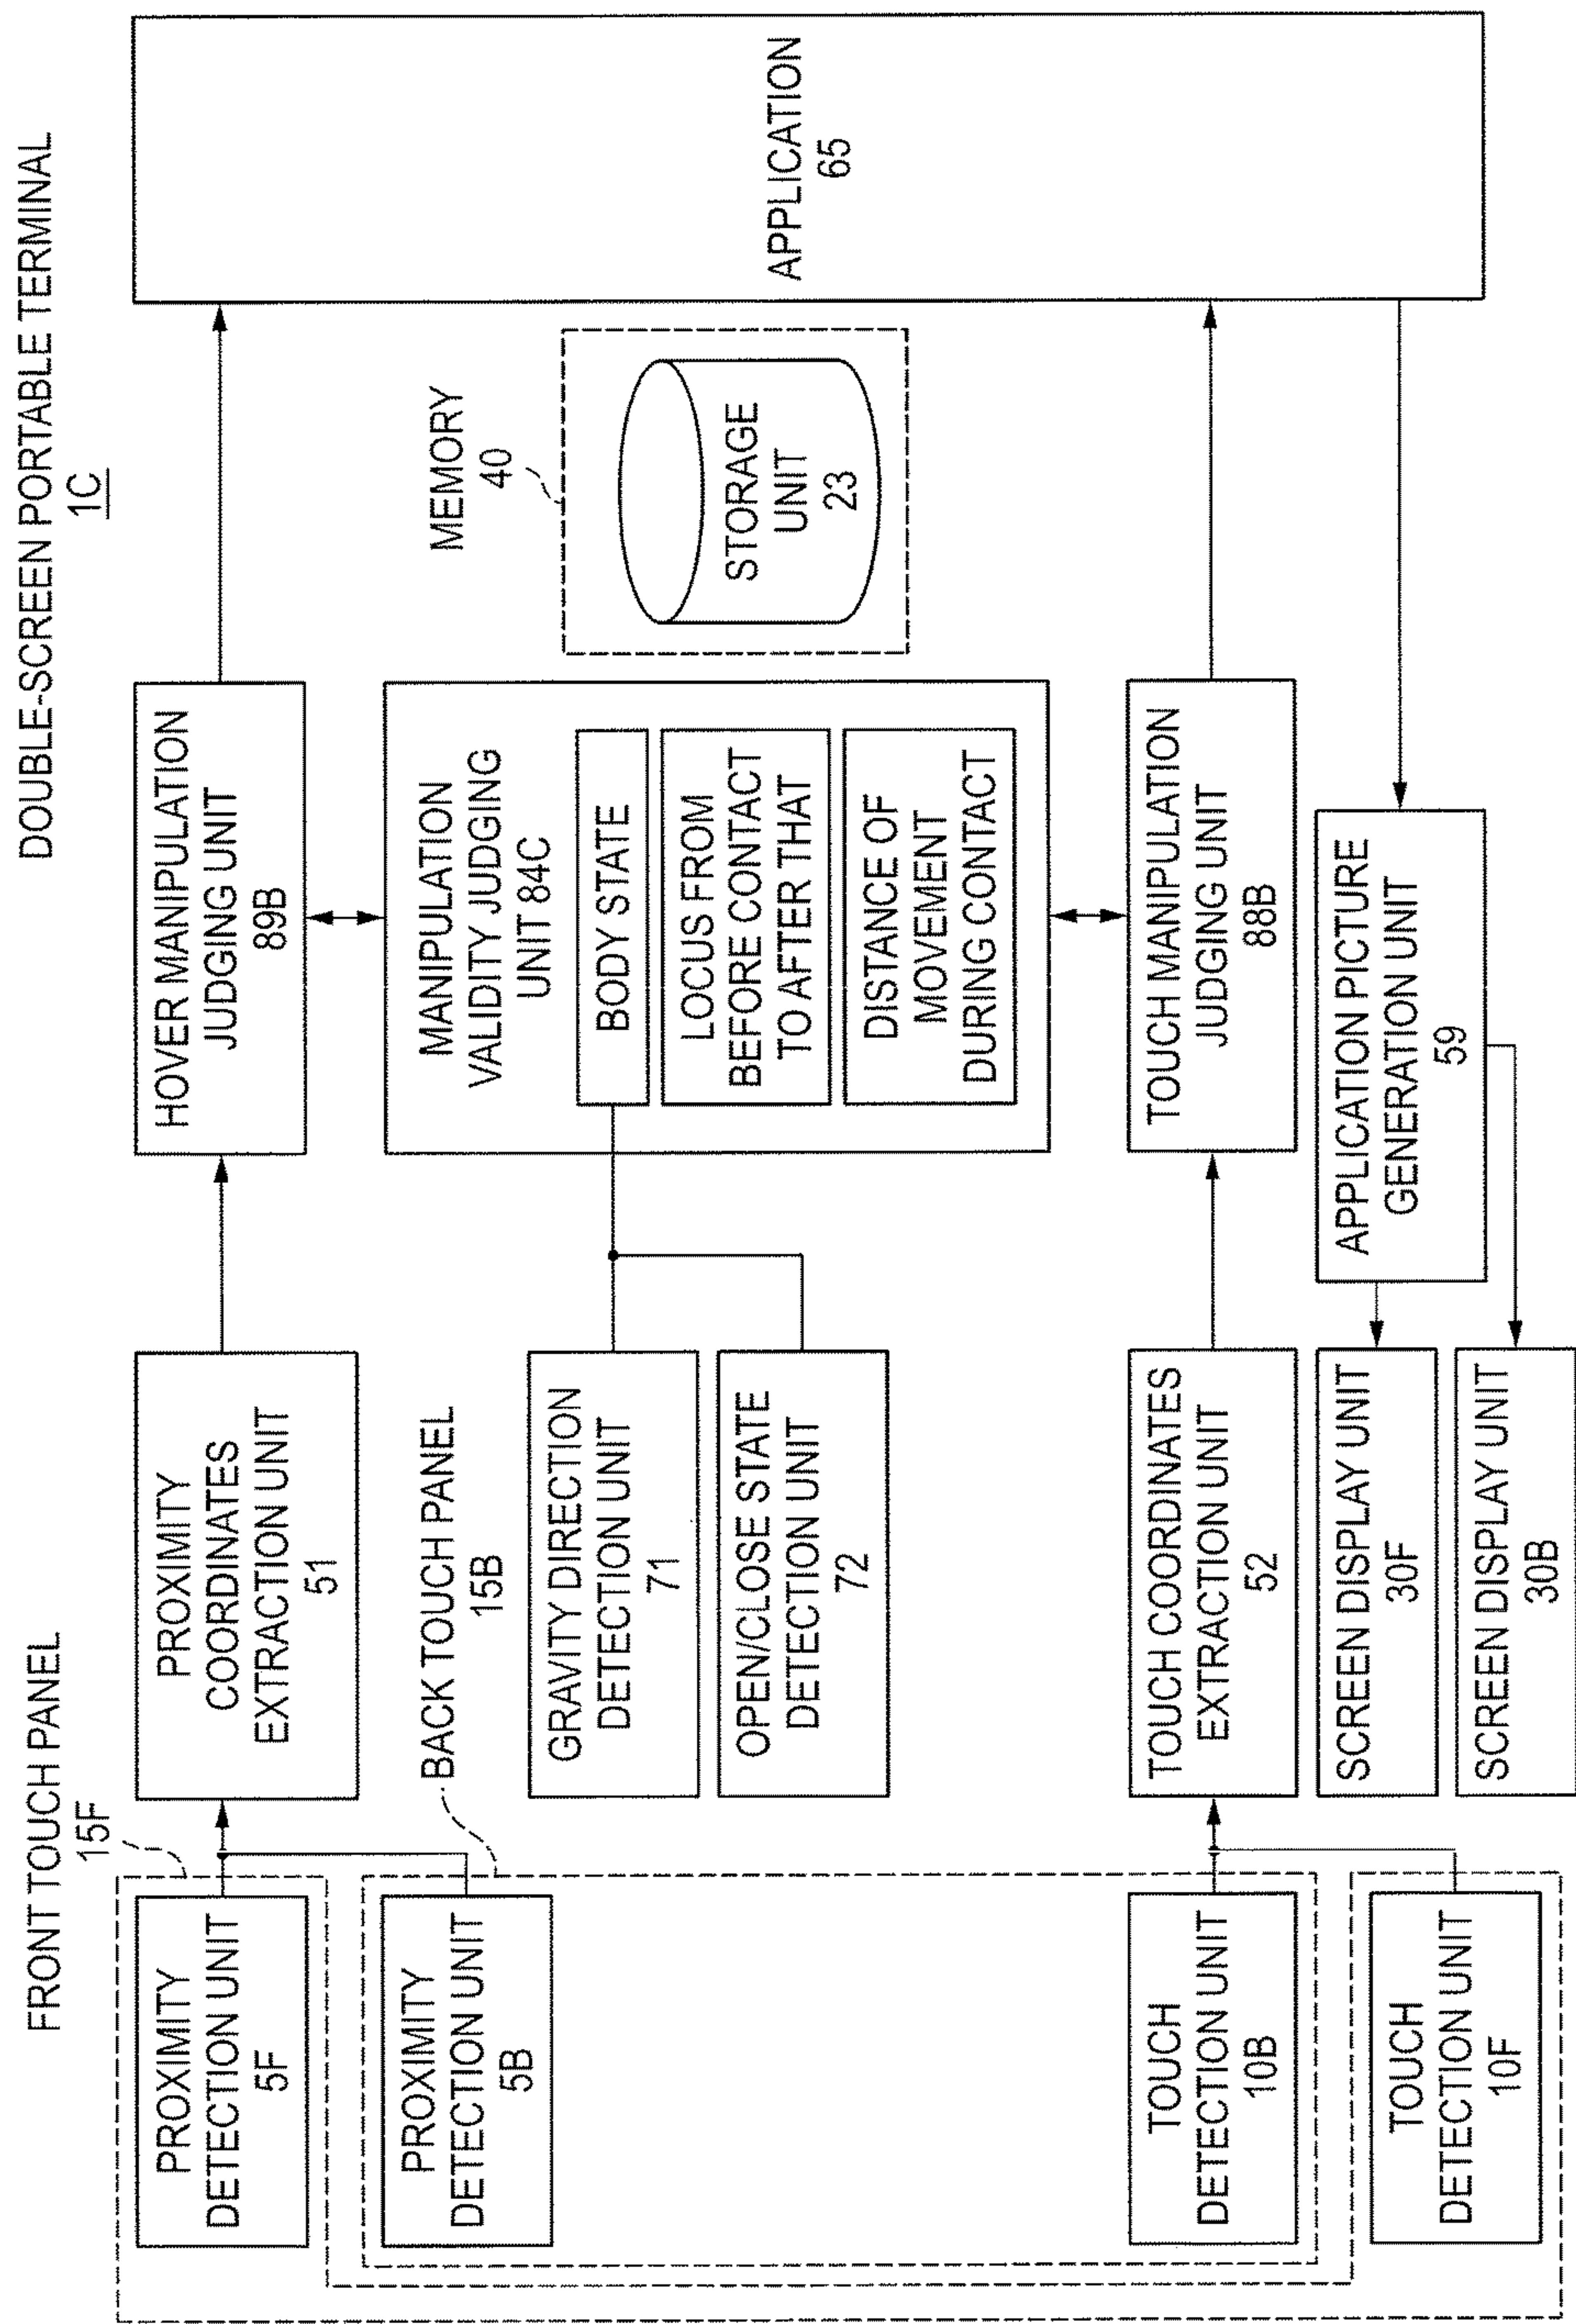 DOUBLE-SCREEN PORTABLE TERMINAL
1C
FRONT TOUCH PANEL
15F
PROXIMITY
DETECTION UNIT
5F
PROXIMITY
COORDINATES
EXTRACTION UNIT
51
HOVER MANIPULATION
JUDGING UNIT
89B
APPLICATION
65
PROXIMITY
DETECTION UNIT
5B
BACK TOUCH PANEL
15B
GRAVITY DIRECTION
DETECTION UNIT
71
OPEN/CLOSE STATE
DETECTION UNIT
72
MANIPULATION
VALIDITY JUDGING
UNIT 84C
BODY STATE
LOCUS FROM
BEFORE CONTACT
TO AFTER THAT
DISTANCE OF
MOVEMENT
DURING CONTACT
MEMORY
40
STORAGE
UNIT
23
TOUCH
DETECTION UNIT
10B
TOUCH COORDINATES
EXTRACTION UNIT
52
TOUCH MANIPULATION
JUDGING UNIT
88B
TOUCH
DETECTION UNIT
10F
SCREEN DISPLAY UNIT
30F
SCREEN DISPLAY UNIT
30B
APPLICATION PICTURE
GENERATION UNIT
59